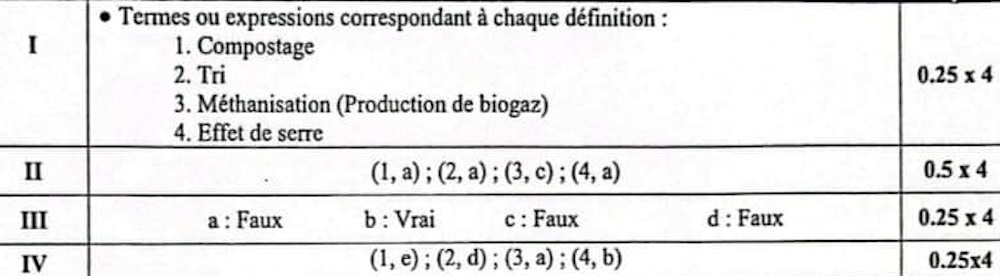 I
• Termes ou expressions correspondant à chaque définition :
1. Compostage
2. Tri
3. Méthanisation (Production de biogaz)
4. Effet de serre
0.25 x 4
II (1, a) ; (2, a) ; (3, c) ; (4, a) 0.5 x 4
III a : Faux b : Vrai c : Faux d : Faux 0.25 x 4
IV (1, e) ; (2, d) ; (3, a) ; (4, b) 0.25x4